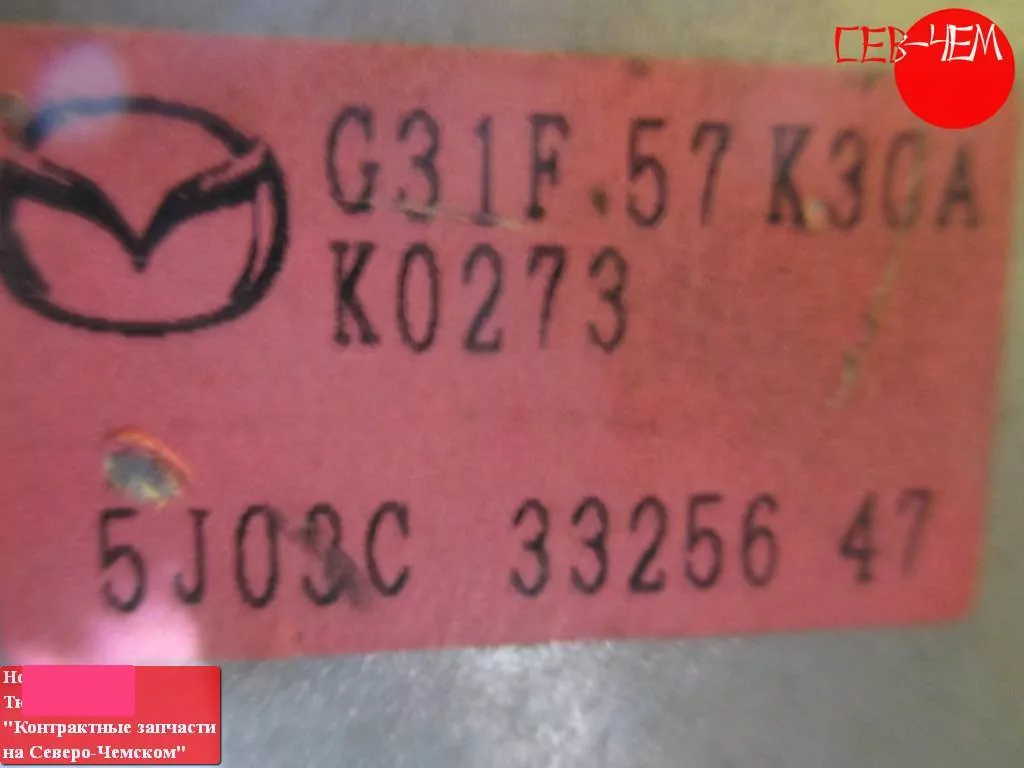 СЕВ-ЧЕМ
G31F.57K30A
K0273
5J03C 33256 47
"Контрактные запчасти
на Северо-Чемском"